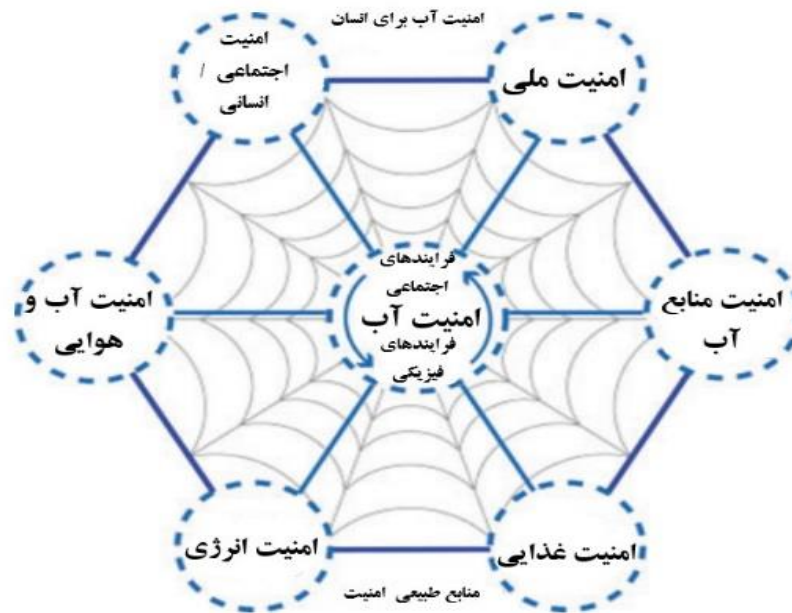 امنیت آب برای انسان
امنیت ملی
امنیت
اجتماعی /
انسانی
امنیت منابع
آب
فرایندهای
اجتماعی
امنیت آب
فرایندهای
فیزیکی
امنیت آب و
هوایی
امنیت غذایی
امنیت انرژی
منابع طبیعی امنیت